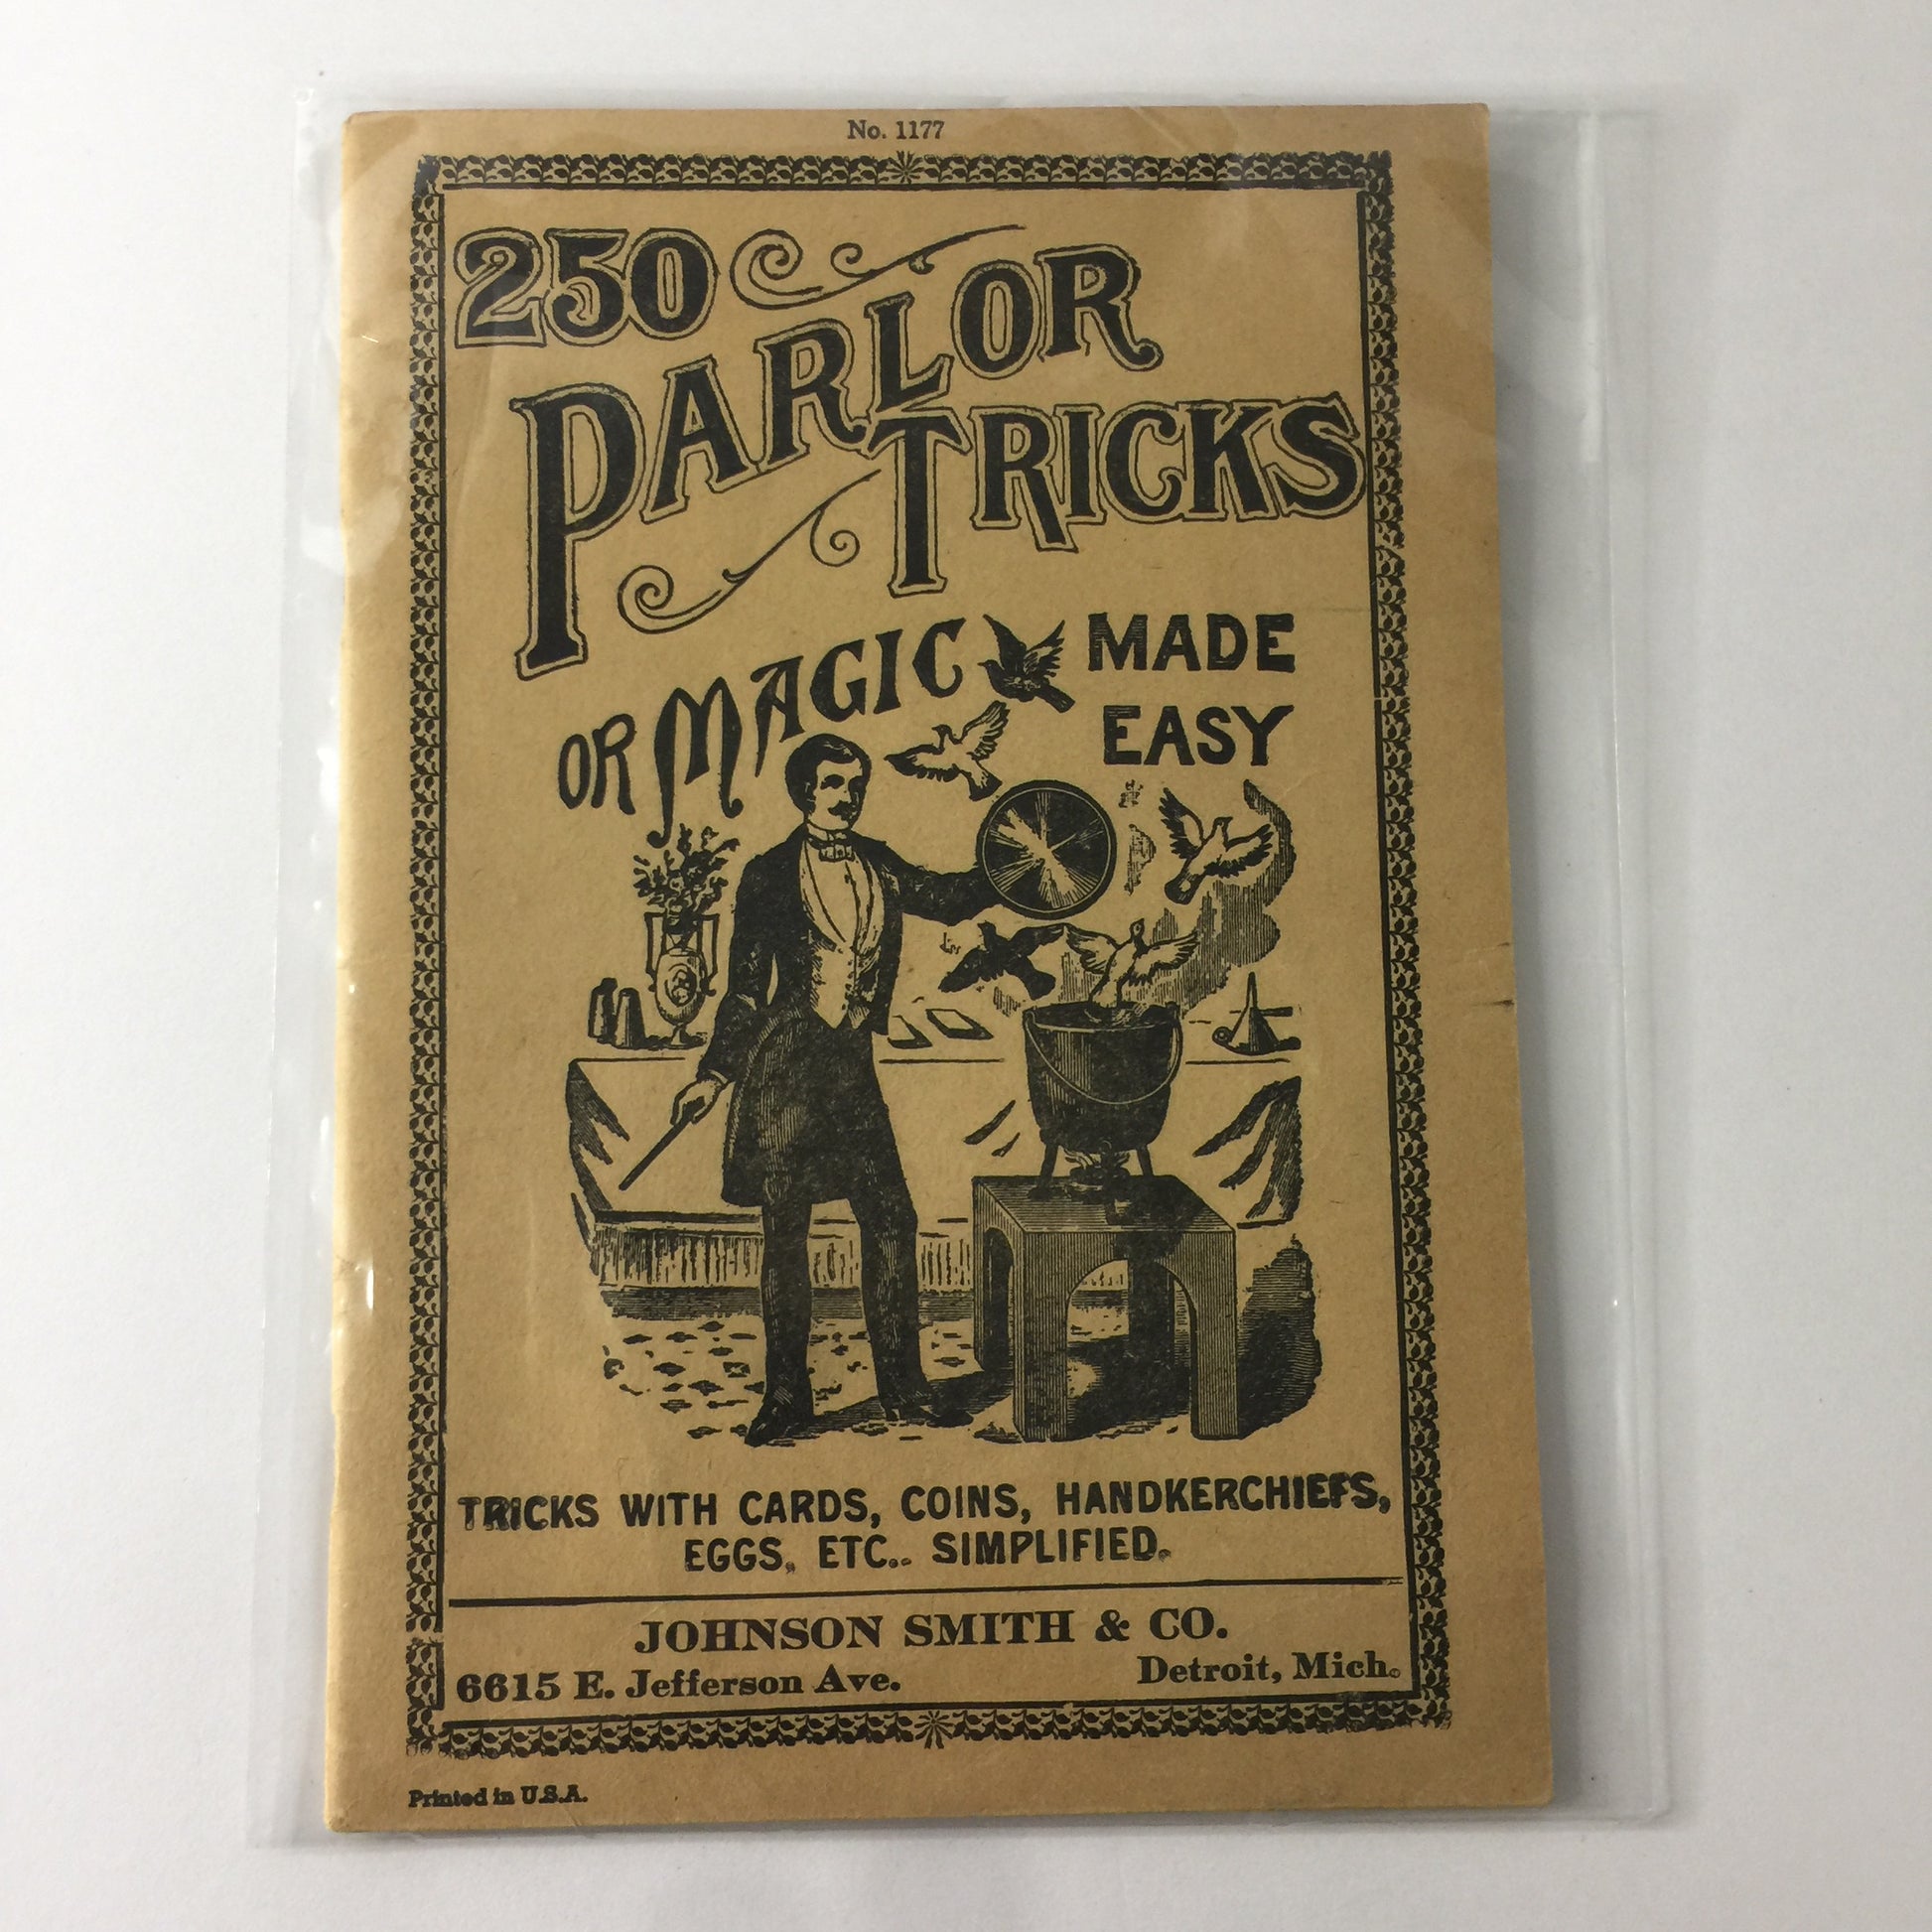 No. 1177
250
PARLOR
TRICKS
OR MAGIC MADE
EASY
TRICKS WITH CARDS, COINS, HANDKERCHIEFS,
EGGS, ETC.. SIMPLIFIED.
JOHNSON SMITH & CO.
6615 E. Jefferson Ave. Detroit, Mich.
Printed in U.S.A.